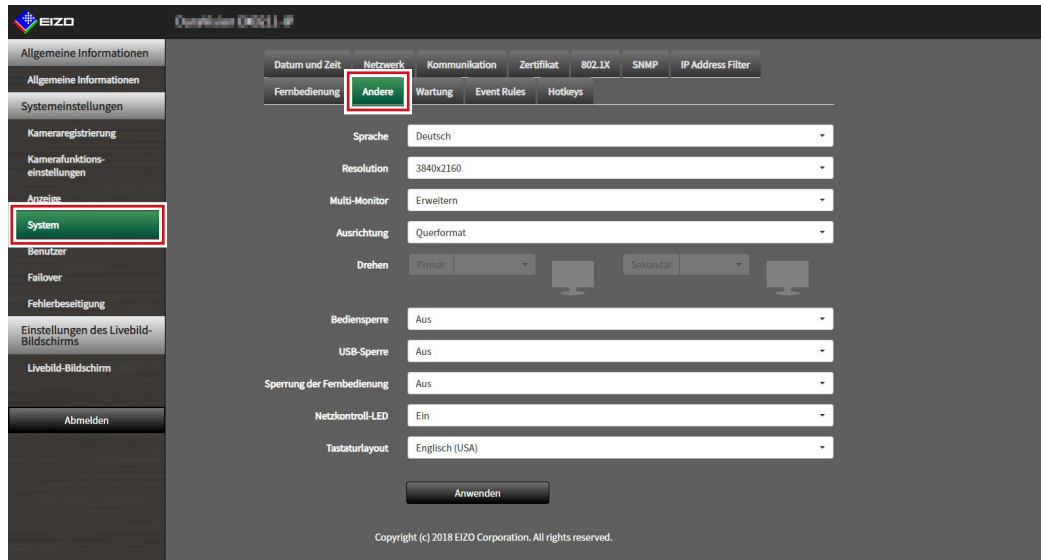 EIZO
Allgemeine Informationen
Allgemeine Informationen
Systemeinstellungen
Kameraregistrierung
Kamerafunktions-
einstellungen
Anzeige
System
Benutzer
Failover
Fehlerbeseitigung
Einstellungen des Livebild-
Bildschirms
Livebild-Bildschirm
Abmelden
Datum und Zeit Netzwerk Kommunikation Zertifikat 802.1X SNMP IP Address Filter
Fernbedienung Andere Wartung Event Rules Hotkeys
Sprache Deutsch
Resolution 3840x2160
Multi-Monitor Erweitern
Ausrichtung Querformat
Drehen Primär Sekundär
Bediensperre Aus
USB-Sperre Aus
Sperrung der Fernbedienung Aus
Netzkontroll-LED Ein
Tastaturlayout Englisch (USA)
Anwenden
Copyright (c) 2018 EIZO Corporation. All rights reserved.